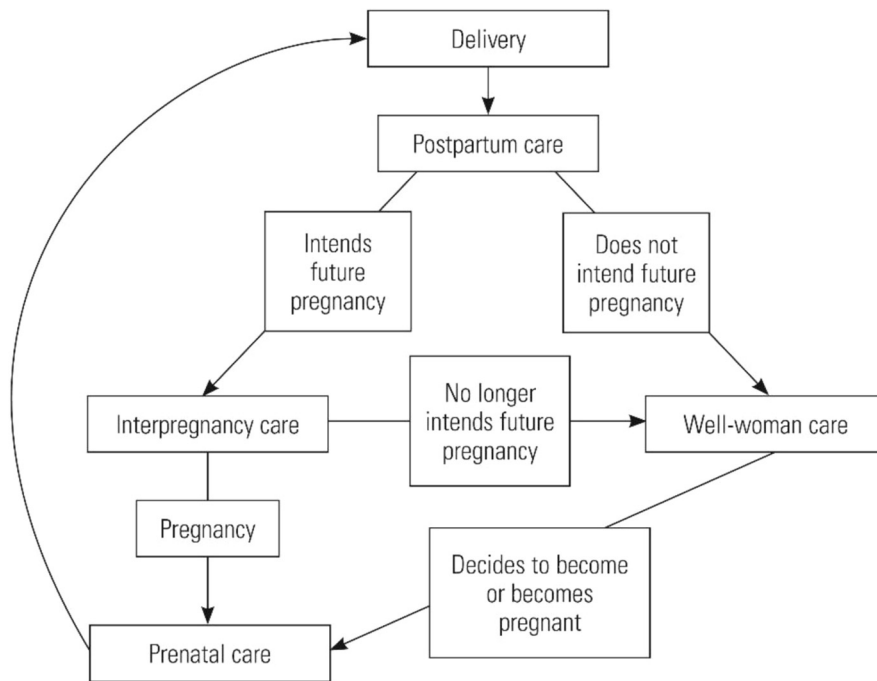 Delivery
Postpartum care
Intends
future
pregnancy
Does not
intend future
pregnancy
Interpregnancy care
No longer
intends future
pregnancy
Well-woman care
Pregnancy
Decides to become
or becomes
pregnant
Prenatal care